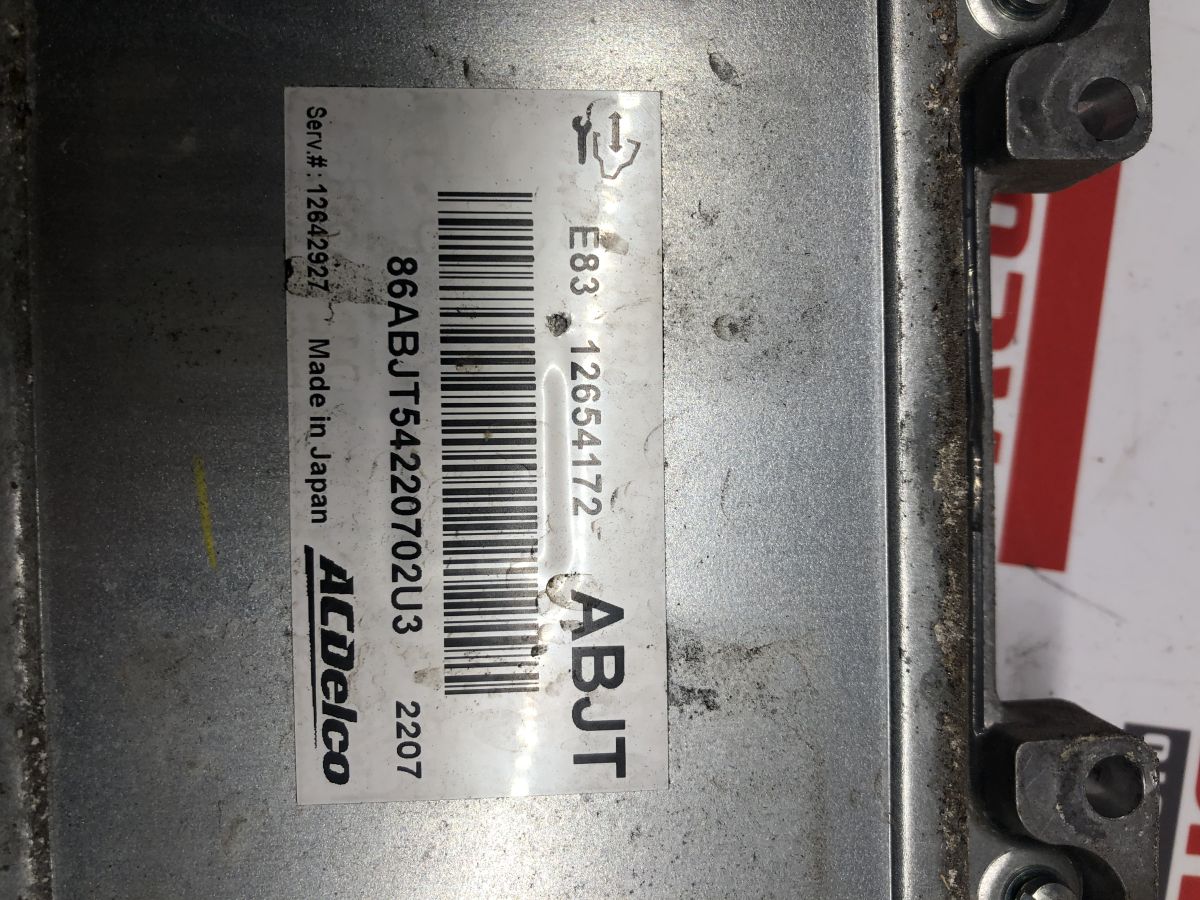 E83 12654172 ABJT
86ABJT54220702U3 2207
Serv.#: 12642927 Made in Japan ACDelco